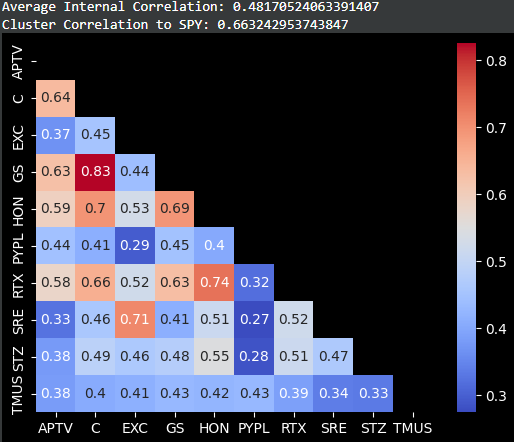 Average Internal Correlation: 0.48170524063391407
Cluster Correlation to SPY: 0.663242953743847
APTV
C 0.64
EXC 0.37 0.45
GS 0.63 0.83 0.44
HON 0.59 0.7 0.53 0.69
PYPL 0.44 0.41 0.29 0.45 0.4
RTX 0.58 0.66 0.52 0.63 0.74 0.32
SRE 0.33 0.46 0.71 0.41 0.51 0.27 0.52
STZ 0.38 0.49 0.46 0.48 0.55 0.28 0.51 0.47
TMUS 0.38 0.4 0.41 0.43 0.42 0.43 0.39 0.34 0.33
APTV C EXC GS HON PYPL RTX SRE STZ TMUS
0.8
0.7
0.6
0.5
0.4
0.3